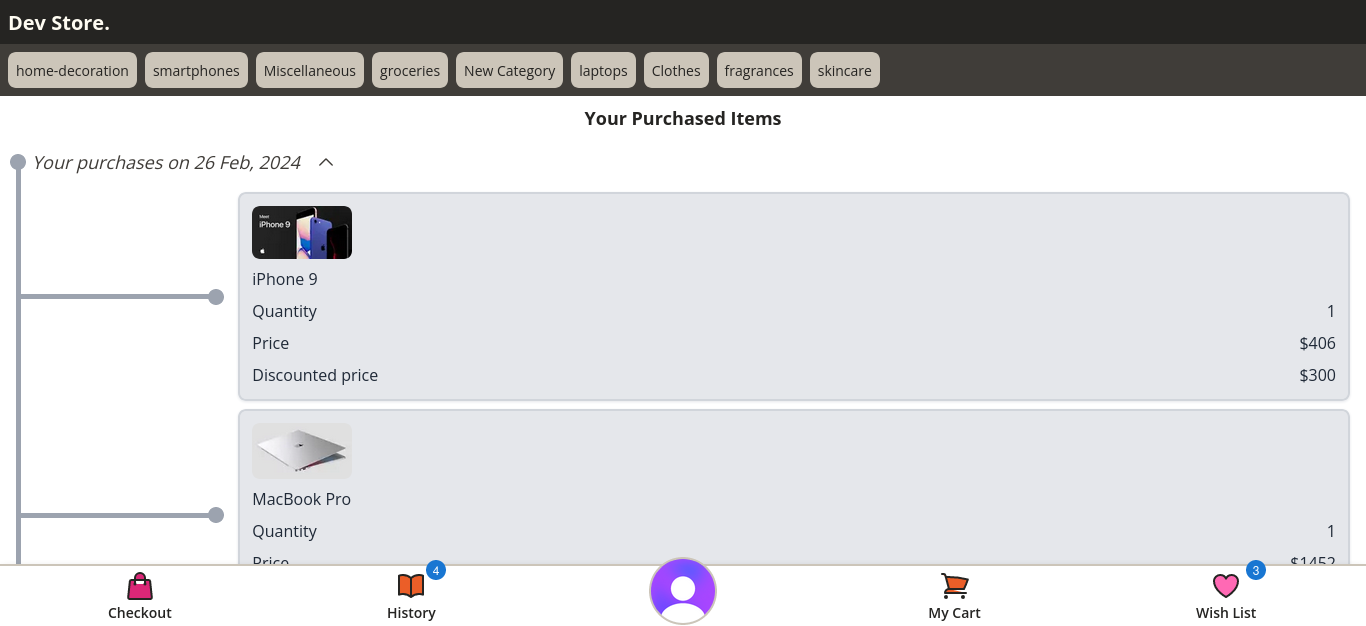 Dev Store.
home-decoration smartphones Miscellaneous groceries New Category laptops Clothes fragrances skincare
Your Purchased Items
Your purchases on 26 Feb, 2024
Meet
iPhone 9
iPhone 9
Quantity 1
Price $406
Discounted price $300
MacBook Pro
Quantity 1
Price $1452
4 3
Checkout History My Cart Wish List